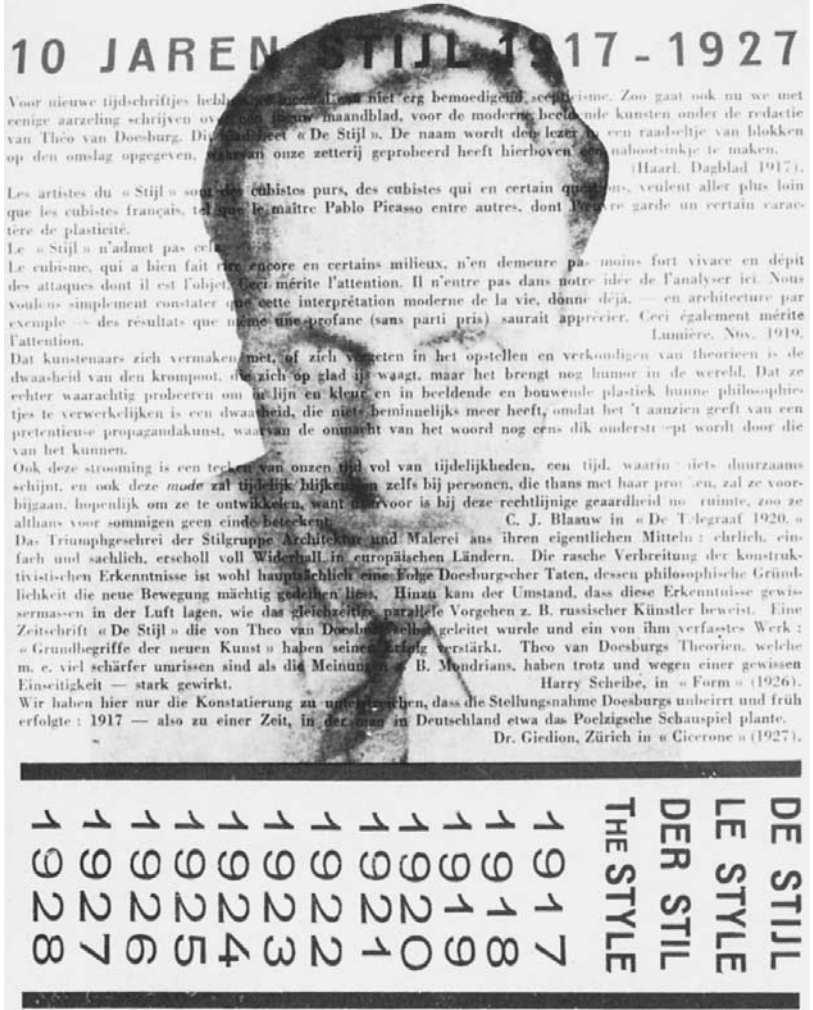 10 JAREN STIJL 1917 - 1927
Voor nieuwe tijdschriftjes niet erg bemoedigend scepticisme. Zoo gaat ook nu we met
eenige aarzeling schrijven over een nieuw maandblad, voor de moderne beeldende kunsten onder de redactie
van Théo van Doesburg. Dit blad heet « De Stijl ». De naam wordt den lezer in een raadseltje van blokken
op den omslag opgegeven, waarvan onze zetterij geprobeerd heeft hierboven een nabootsinkje te maken.
(Haarl. Dagblad 1917).
Les artistes du « Stijl » sont des cubistes purs, des cubistes qui en certain questions, veulent aller plus loin
que les cubistes français, tel que le maître Pablo Picasso entre autres, dont l'œuvre garde un certain carac-
tère de plasticité.
Le « Stijl » n'admet pas cela.
Le cubisme, qui a bien fait rire encore en certains milieux, n'en demeure pas moins fort vivace en dépit
des attaques dont il est l'objet. Ceci mérite l'attention. Il n'entre pas dans notre idée de l'analyser ici. Nous
voulons simplement constater que cette interprétation moderne de la vie, donne déjà, — en architecture par
exemple — des résultats que même une profane (sans parti pris) saurait apprécier. Ceci également mérite
l'attention. Lumière. Nov. 1919.
Dat kunstenaars zich vermaken met, of zich vergeten in het opstellen en verkondigen van theorieen is de
dwaasheid van den krompoot, die zich op glad ijs waagt, maar het brengt nog humor in de wereld. Dat ze
echter waarachtig probeeren om in lijn en kleur en in beeldende en bouwende plastiek hunne philosophie-
tjes te verwerkelijken is een dwaasheid, die niets beminnelijks meer heeft, omdat het 't aanzien geeft van een
pretentieuse propagandakunst, waarvan de onmacht van het woord nog eens dik onderstreept wordt door die
van het kunnen.
Ook deze strooming is een teeken van onzen tijd vol van tijdelijkheden, een tijd, waarin niets duurzaams
schijnt, en ook deze mode zal tijdelijk blijken en zelfs bij personen, die thans met haar pronken, zal ze voor-
bijgaan, hopenlijk om ze te ontwikkelen, want daarvoor is bij deze rechtlijnige geaardheid no ruimte, zoo ze
althans voor sommigen geen einde beteekent. C. J. Blaauw in « De Telegraaf 1920. »
Das Triumphgeschrei der Stilgruppe Architektur und Malerei aus ihren eigentlichen Mitteln : ehrlich, ein-
fach und sachlich, erscholl voll Widerhall in europäischen Ländern. Die rasche Verbreitung der konstruk-
tivistischen Erkenntnisse ist wohl hauptsächlich eine Folge Doesburgscher Taten, dessen philosophische Gründ-
lichkeit die neue Bewegung mächtig gedeihen liess. Hinzu kam der Umstand, dass diese Erkenntnisse gewis-
sermassen in der Luft lagen, wie das gleichzeitige parallele Vorgehen z. B. russischer Künstler beweist. Eine
Zeitschrift « De Stijl » die von Theo van Doesburg selbst geleitet wurde und ein von ihm verfasstes Werk :
« Grundbegriffe der neuen Kunst » haben seinen Erfolg verstärkt. Theo van Doesburgs Theorien, welche
m. e. viel schärfer umrissen sind als die Meinungen z. B. Mondrians, haben trotz und wegen einer gewissen
Einseitigkeit — stark gewirkt. Harry Scheibe, in « Form » (1926).
Wir haben hier nur die Konstatierung zu unterstreichen, dass die Stellungsnahme Doesburgs unbeirrt und früh
erfolgte : 1917 — also zu einer Zeit, in der man in Deutschland etwa das Poelzigsche Schauspiel plante.
Dr. Giedion, Zürich in « Cicerone » (1927).
DE STIJL
LE STYLE
DER STIL
THE STYLE
1917
1918
1919
1920
1921
1922
1923
1924
1925
1926
1927
1928